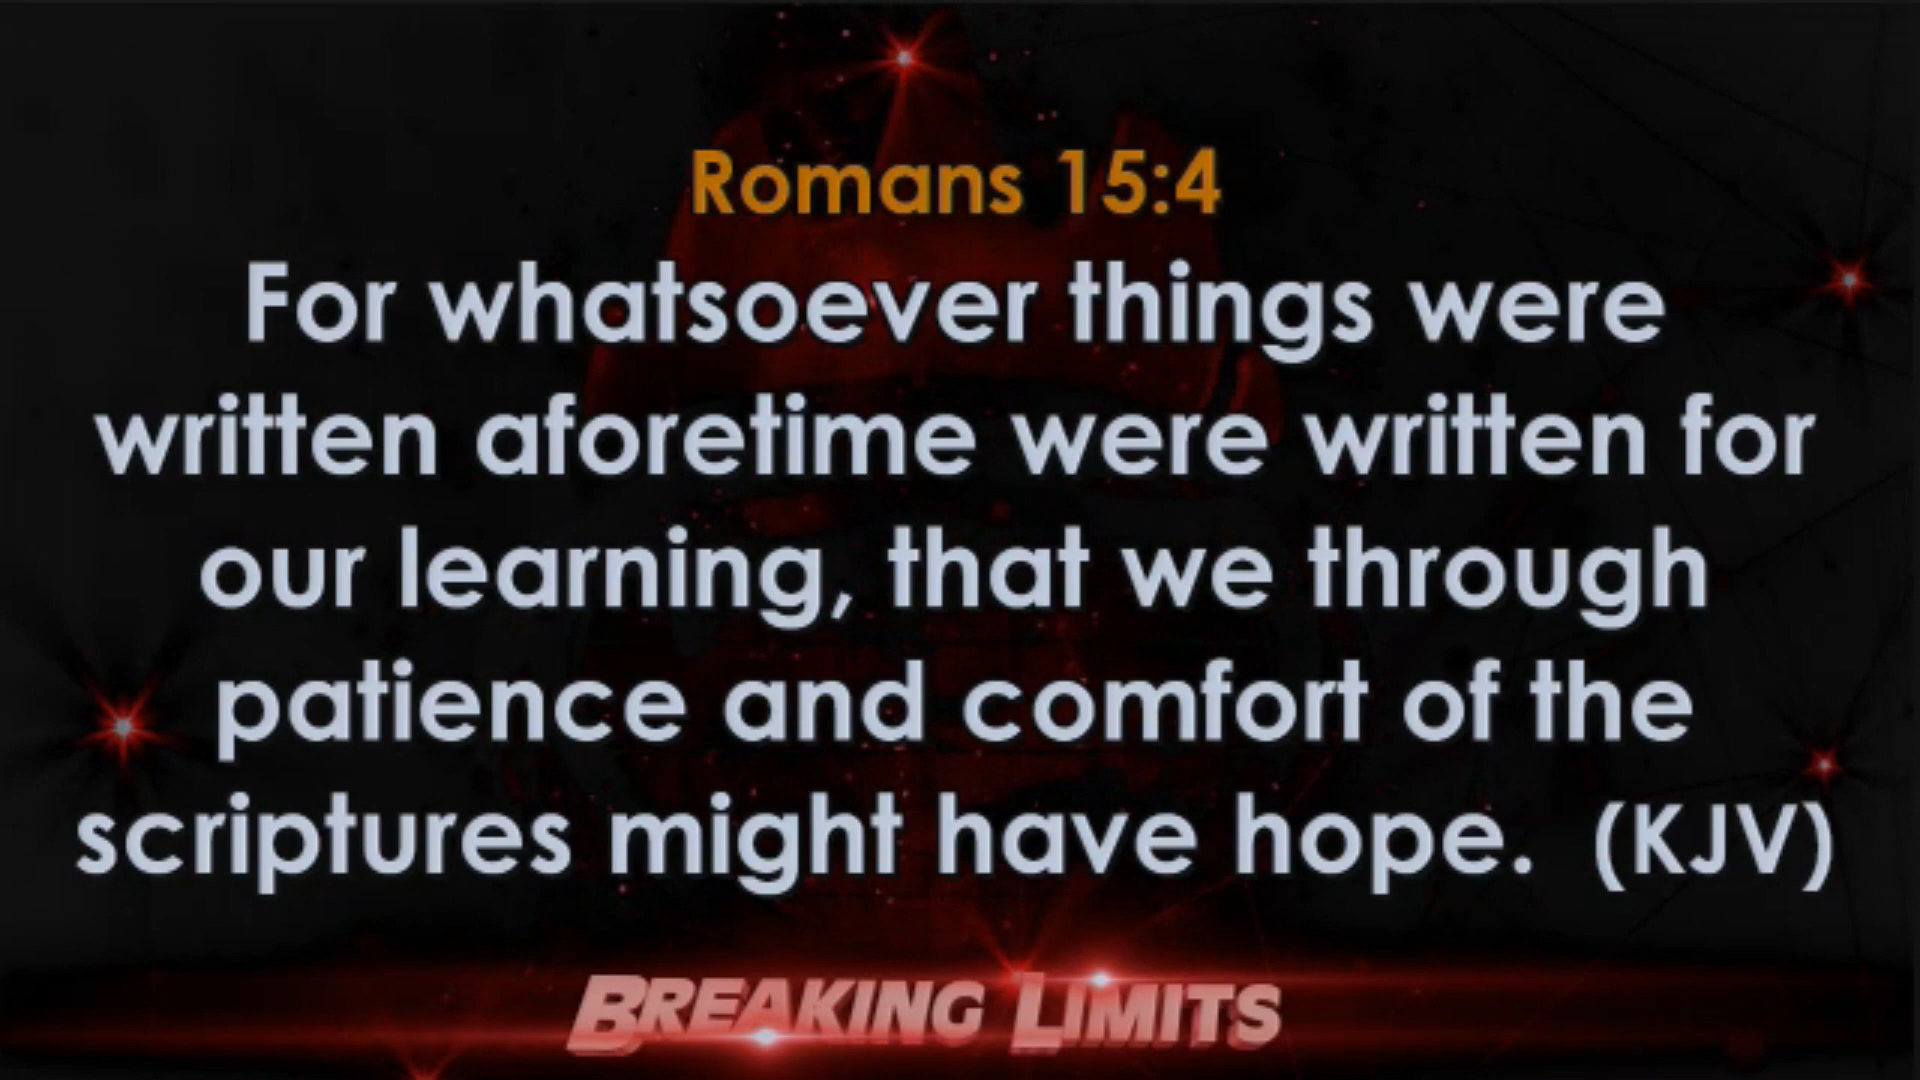 Romans 15:4
For whatsoever things were
written aforetime were written for
our learning, that we through
patience and comfort of the
scriptures might have hope.  (KJV)
BREAKING LIMITS